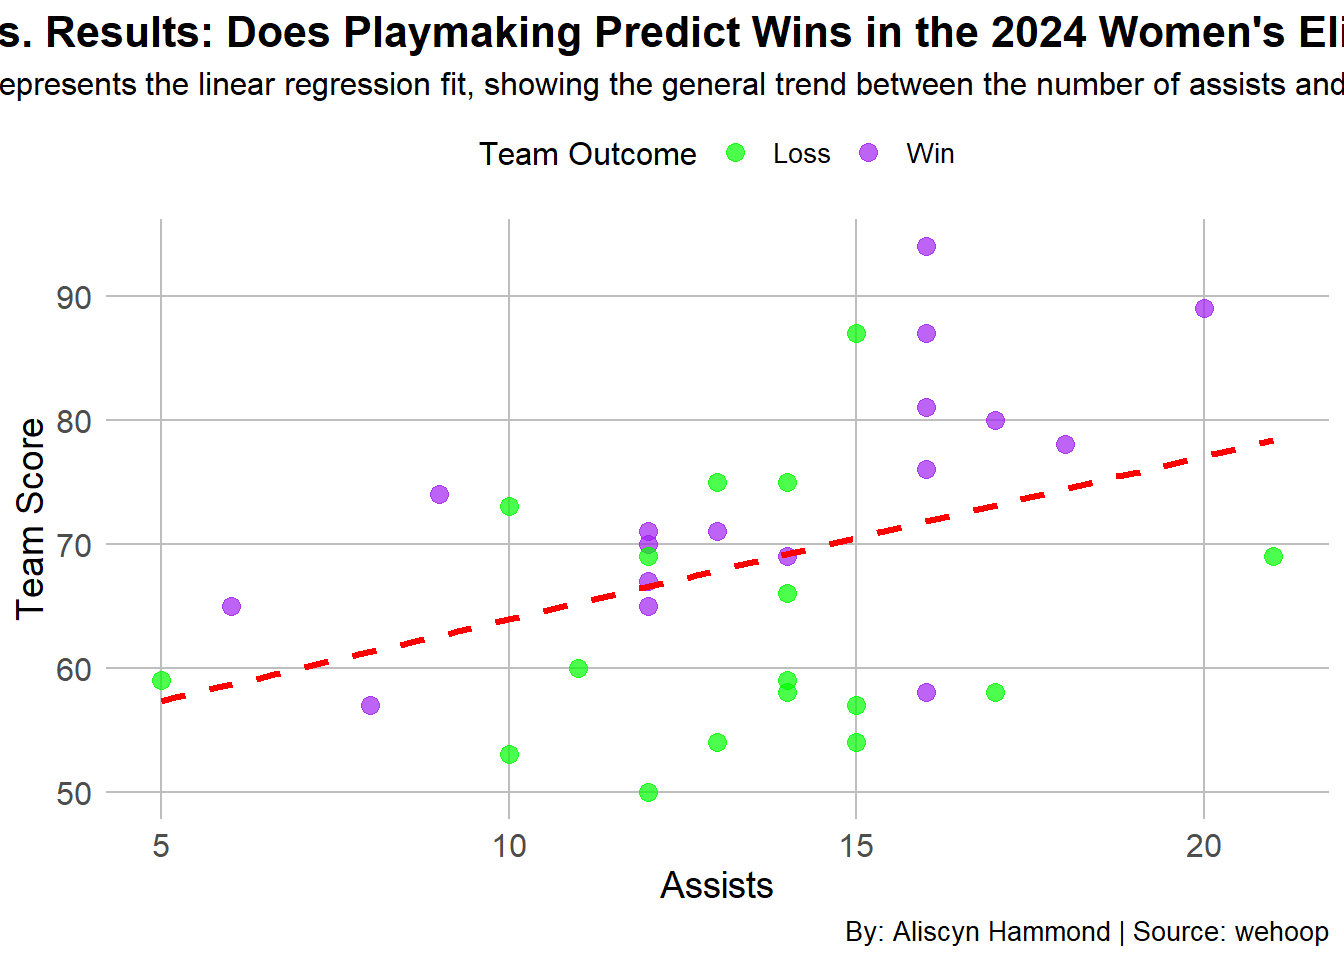 s. Results: Does Playmaking Predict Wins in the 2024 Women's Eli
epresents the linear regression fit, showing the general trend between the number of assists and
Team Outcome Loss Win
90
80
70
60
50
Team Score
5 10 15 20
Assists
By: Aliscyn Hammond | Source: wehoop